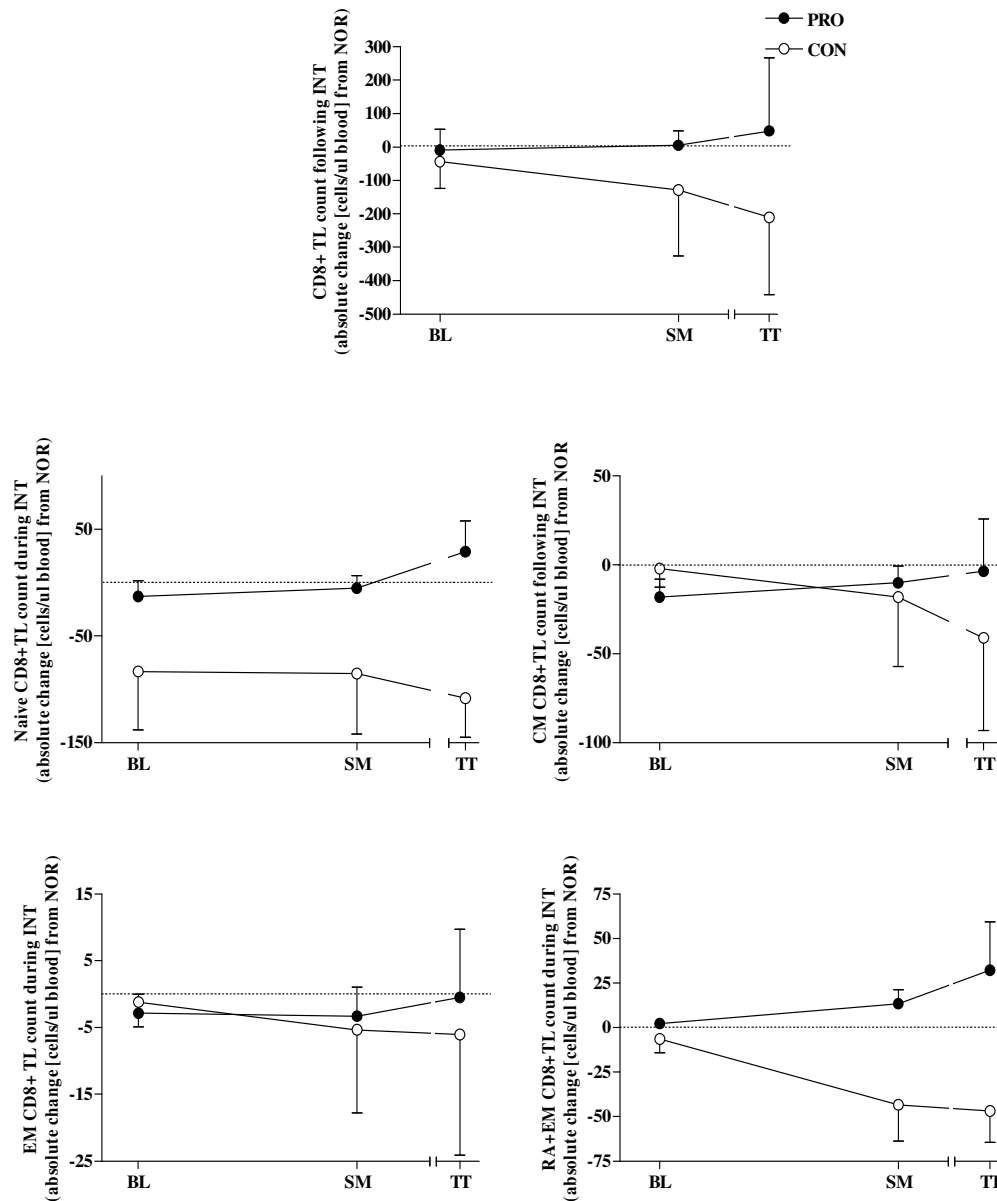 PRO
CON
CD8+ TL count following INT
(absolute change [cells/ul blood] from NOR)
300
200
100
0
-100
-200
-300
-400
-500
BL
SM
TT
Naive CD8+TL count during INT
(absolute change [cells/ul blood] from NOR)
50
-50
-150
BL
SM
TT
CM CD8+TL count following INT
(absolute change [cells/ul blood] from NOR
50
0
-50
-100
BL
SM
TT
EM CD8+ TL count during INT
(absolute change [cells/ul blood] from NOR)
15
5
-5
-15
-25
BL
SM
TT
RA+EM CD8+TL count during INT
(absolute change [cells/ul blood] from NOR)
75
50
25
0
-25
-50
-75
BL
SM
TT